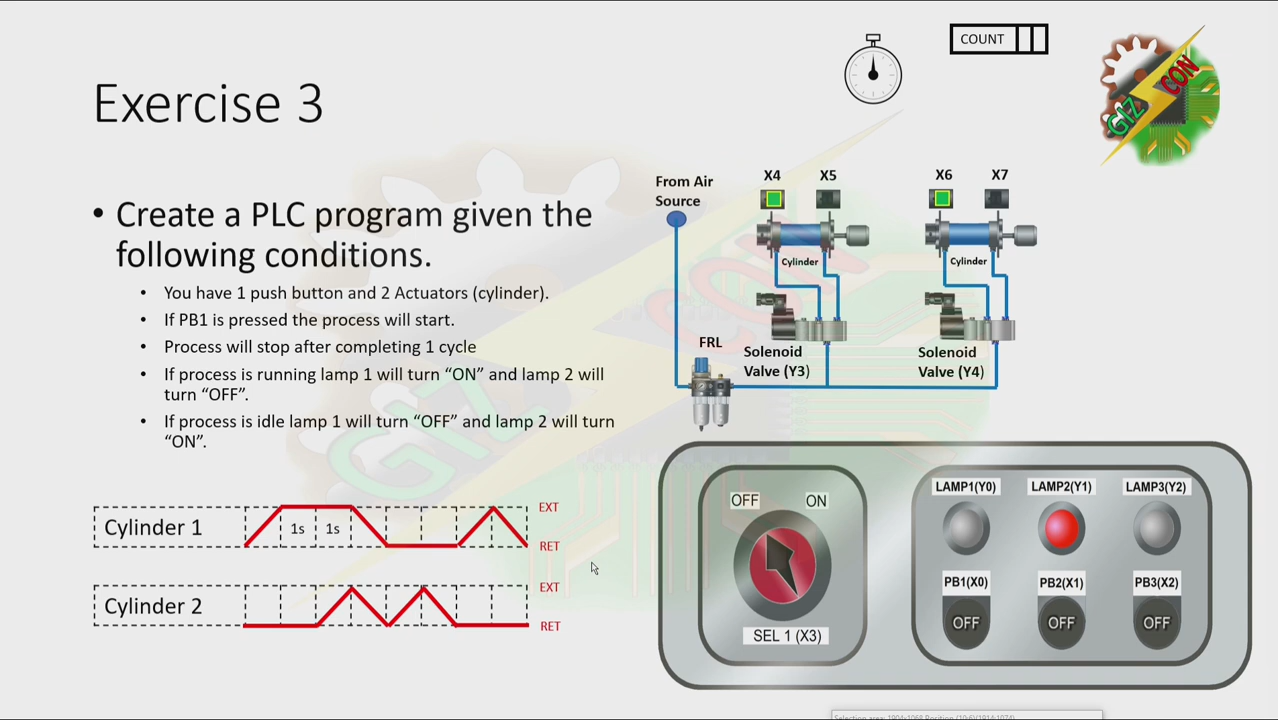 COUNT
GIZ CON
Exercise 3
• Create a PLC program given the
following conditions.
• You have 1 push button and 2 Actuators (cylinder).
• If PB1 is pressed the process will start.
• Process will stop after completing 1 cycle
• If process is running lamp 1 will turn “ON” and lamp 2 will
turn “OFF”.
• If process is idle lamp 1 will turn “OFF” and lamp 2 will turn
“ON”.
X4 X5 X6 X7
From Air
Source
Cylinder Cylinder
FRL
Solenoid
Valve (Y3)
Solenoid
Valve (Y4)
Cylinder 1 1s 1s EXT
RET
Cylinder 2 EXT
RET
OFF ON
SEL 1 (X3)
LAMP1(Y0) LAMP2(Y1) LAMP3(Y2)
PB1(X0) PB2(X1) PB3(X2)
OFF OFF OFF